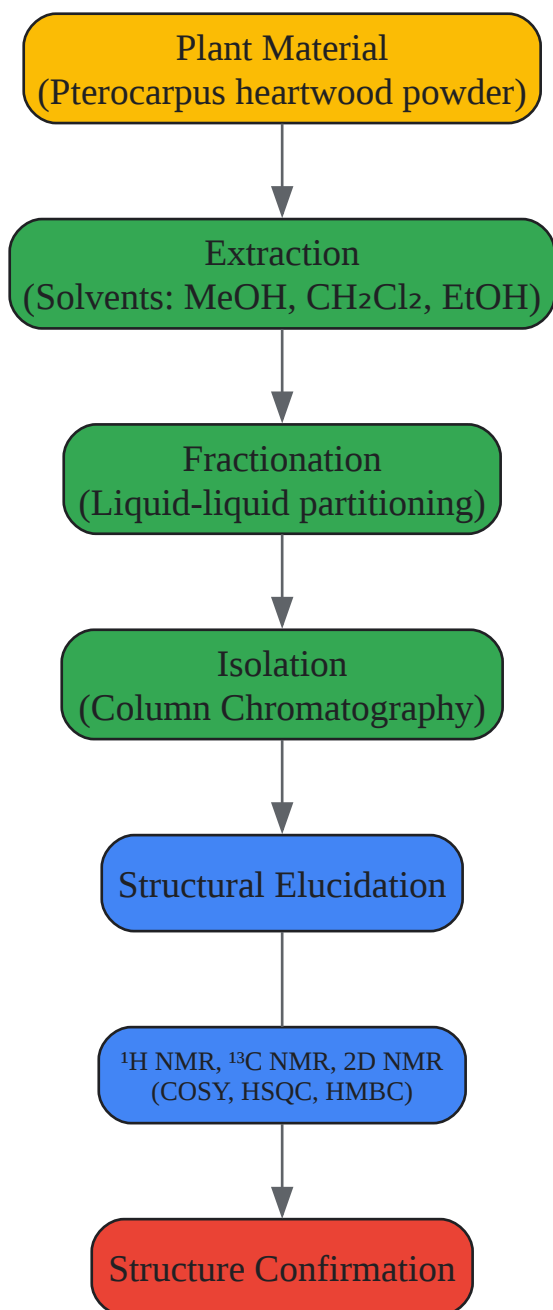 Plant Material
(Pterocarpus heartwood powder)
Extraction
(Solvents: MeOH, CH₂Cl₂, EtOH)
Fractionation
(Liquid-liquid partitioning)
Isolation
(Column Chromatography)
Structural Elucidation
¹H NMR, ¹³C NMR, 2D NMR
(COSY, HSQC, HMBC)
Structure Confirmation